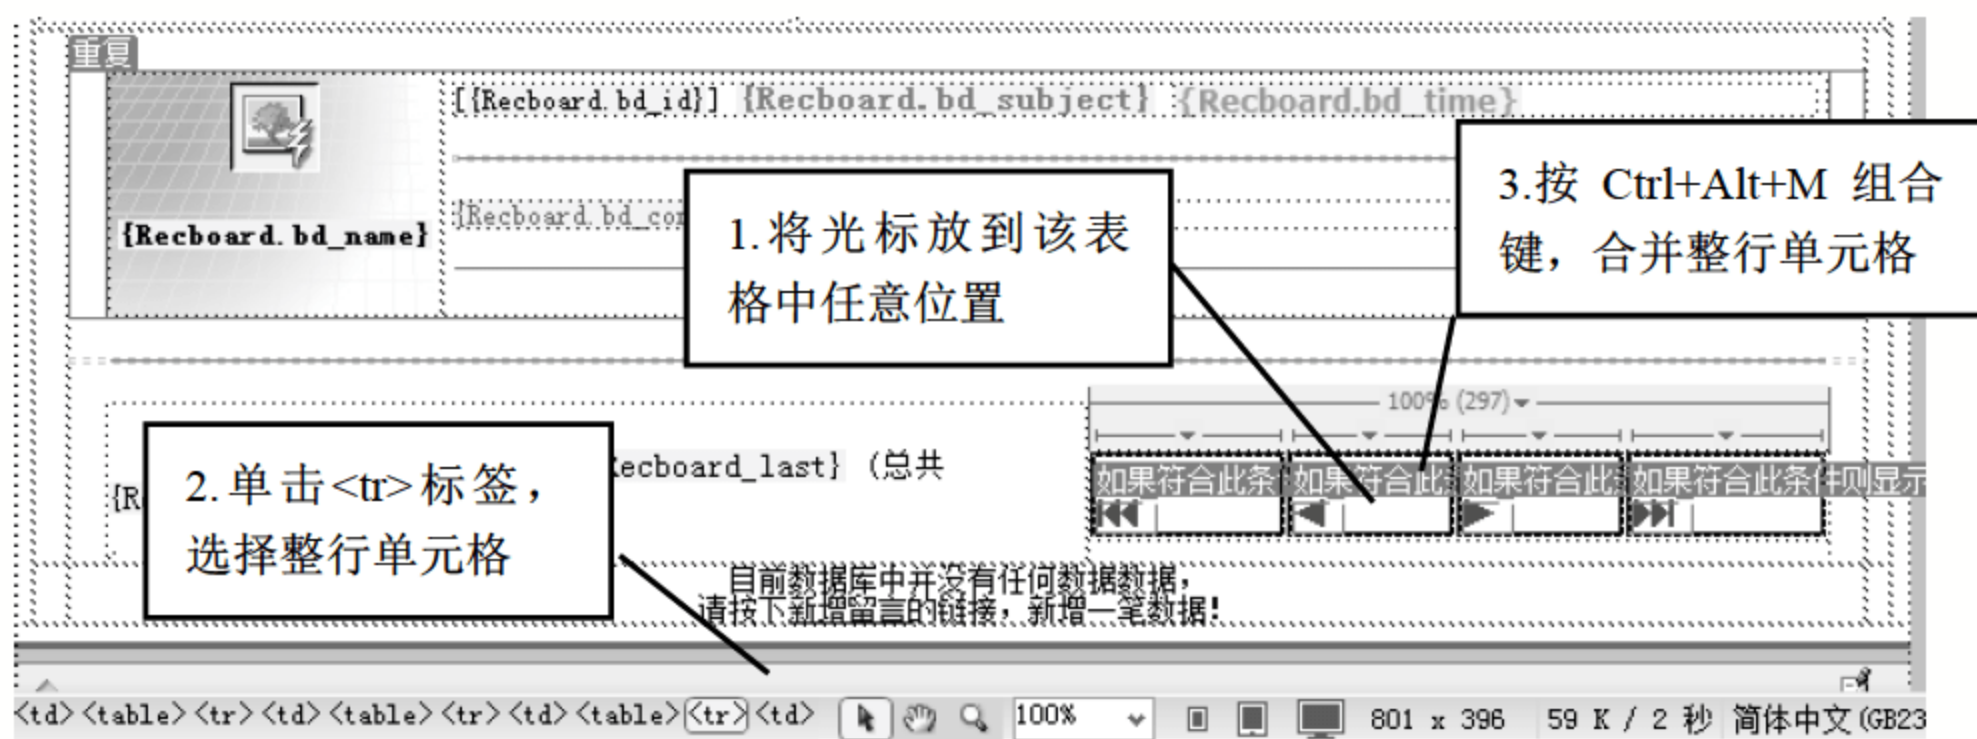 重复
[{Recboard.bd_id}] {Recboard.bd_subject} {Recboard.bd_time}
{Recboard.bd_name}
{Recboard.bd_con
1.将光标放到该表
格中任意位置
3.按 Ctrl+Alt+M 组合
键，合并整行单元格
100% (297)
2.单击<tr>标签，
选择整行单元格
{R
ecboard_last} (总共
如果符合此条 如果符合此条 如果符合此条 如果符合此条件则显示
目前数据库中并没有任何数据数据，
请按下新增留言的链接，新增一笔数据！
<td> <table> <tr> <td> <table> <tr> <td> <table> <tr> <td> 100% 801 x 396 59 K / 2 秒 简体中文(GB23